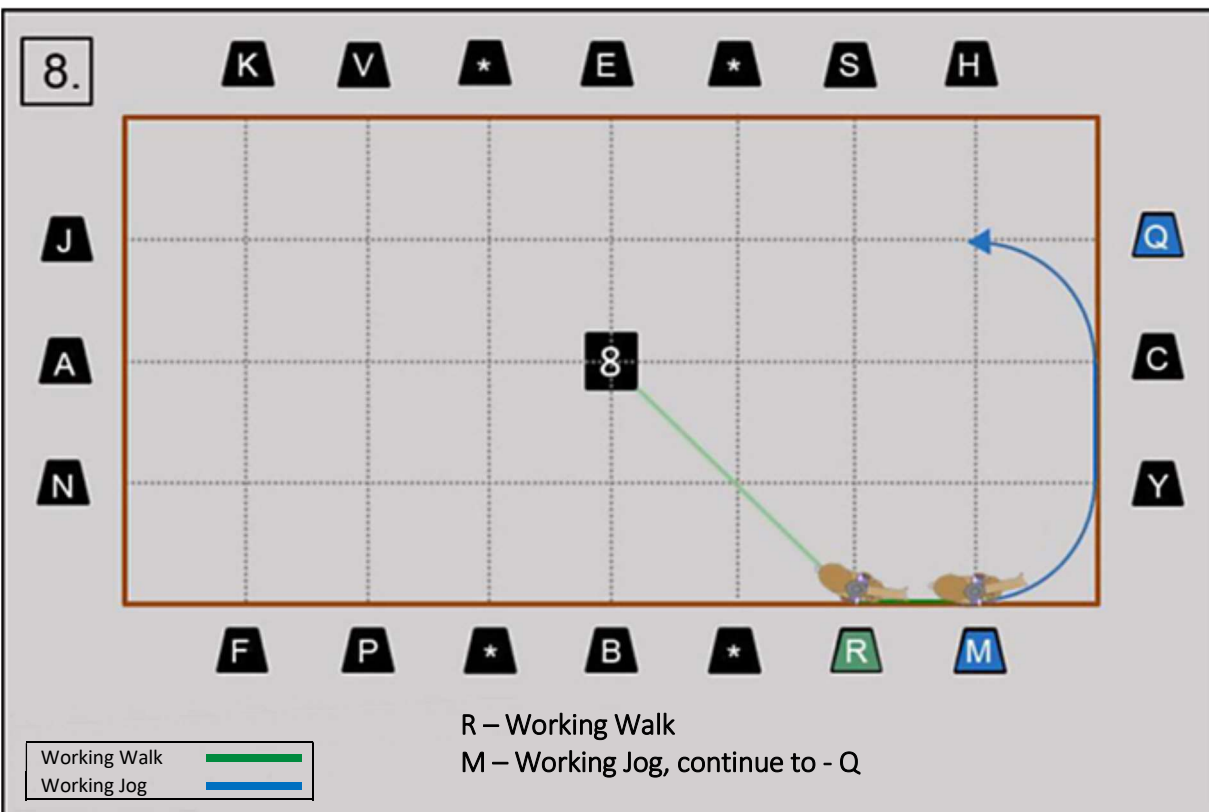 8.
K V * E * S H
J Q
A 8 C
N Y
F P * B * R M
R – Working Walk
M – Working Jog, continue to - Q
Working Walk
Working Jog